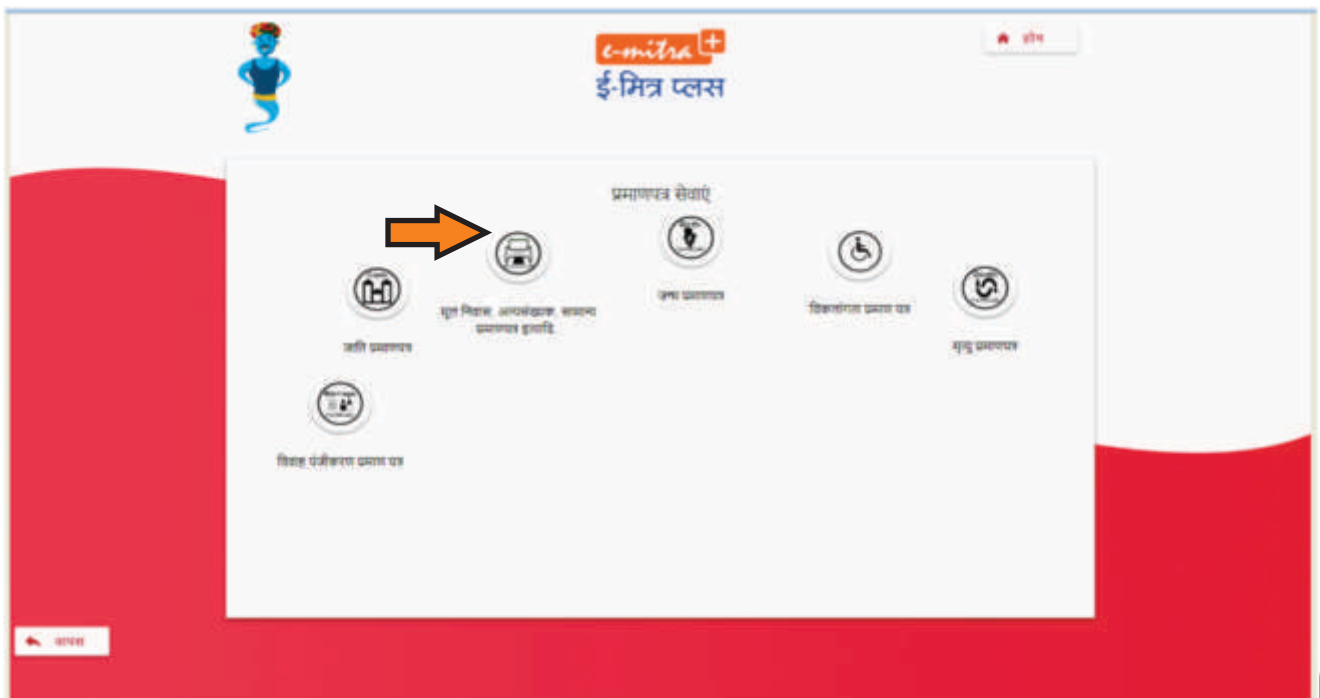 e-mitra +
ई-मित्र प्लस
होम
प्रमाणपत्र सेवाएं
जाति प्रमाणपत्र
मूल निवास, अल्पसंख्यक, सामान्य
प्रमाणपत्र इत्यादि
जन्म प्रमाणपत्र
विकलांगता प्रमाण पत्र
मृत्यु प्रमाणपत्र
विवाह पंजीकरण प्रमाण पत्र
वापस